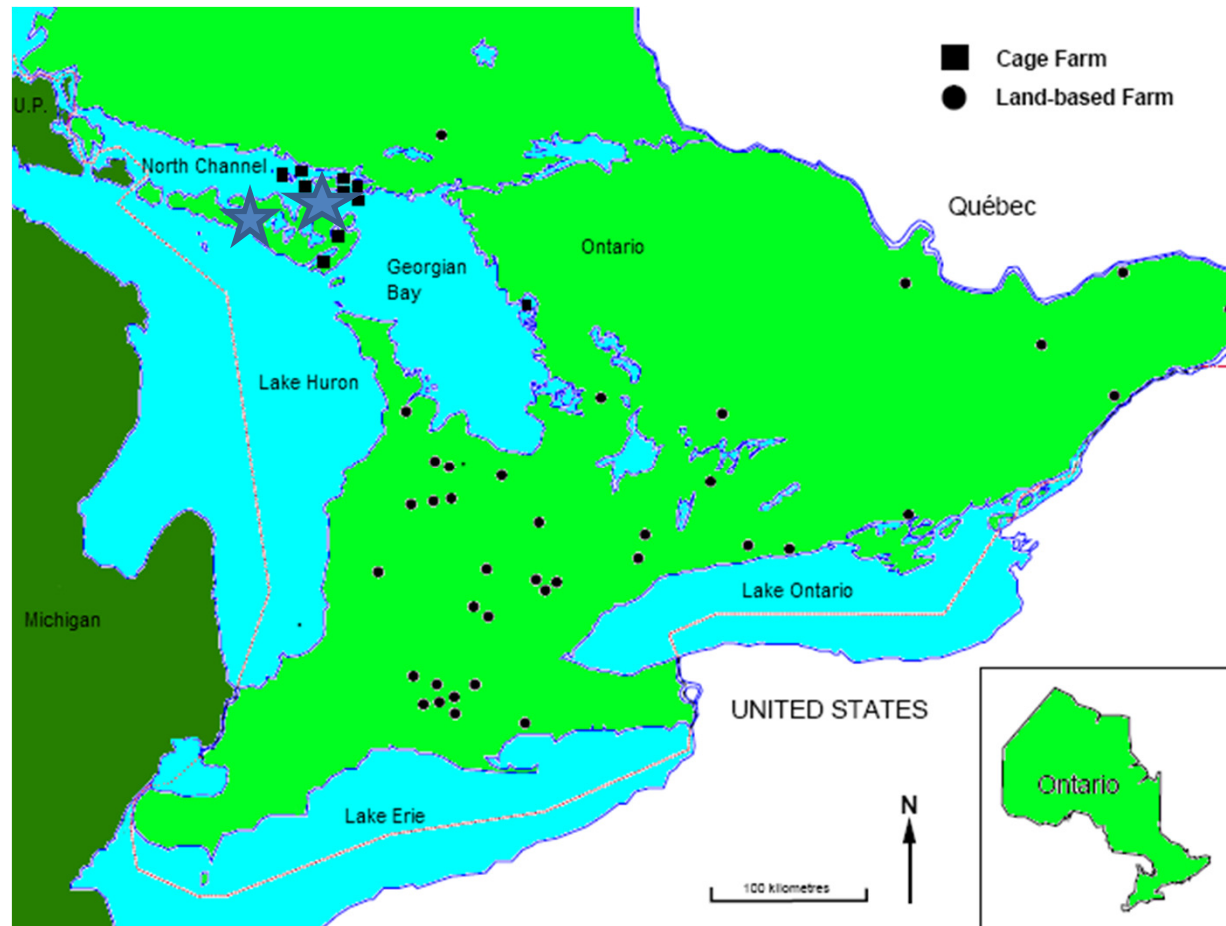 Cage Farm
Land-based Farm
U.P.
North Channel
Québec
Ontario
Georgian
Bay
Lake Huron
Lake Ontario
Michigan
UNITED STATES
Ontario
Lake Erie
N
100 kilometres